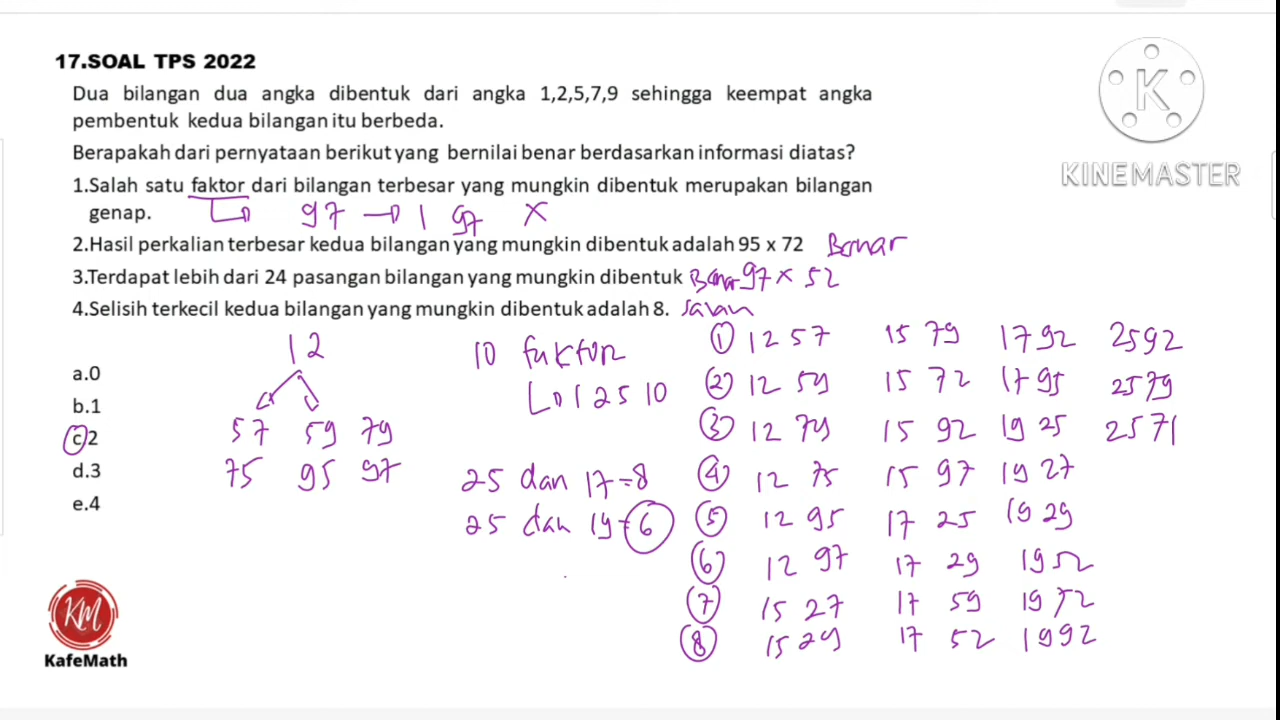 17.SOAL TPS 2022
Dua bilangan dua angka dibentuk dari angka 1,2,5,7,9 sehingga keempat angka
pembentuk kedua bilangan itu berbeda.
Berapakah dari pernyataan berikut yang bernilai benar berdasarkan informasi diatas?
1.Salah satu faktor dari bilangan terbesar yang mungkin dibentuk merupakan bilangan
genap.
97 → 1 97 X
2.Hasil perkalian terbesar kedua bilangan yang mungkin dibentuk adalah 95 x 72 Benar
3.Terdapat lebih dari 24 pasangan bilangan yang mungkin dibentuk Benar 97 x 52
4.Selisih terkecil kedua bilangan yang mungkin dibentuk adalah 8. Salah
a.0
b.1
c.2
d.3
e.4
12
57 59 79
75 95 97
10 faktor
1 2 5 10
25 dan 17 = 8
25 dan 19 = 6
① 12 57 15 79 17 92 25 92
② 12 59 15 72 17 95 25 79
③ 12 79 15 92 19 25 25 71
④ 12 75 15 97 19 27
⑤ 12 95 17 25 19 29
⑥ 12 97 17 29 19 52
⑦ 15 27 17 59 19 72
⑧ 15 29 17 52 19 92
K
KINEMASTER
KM
KafeMath